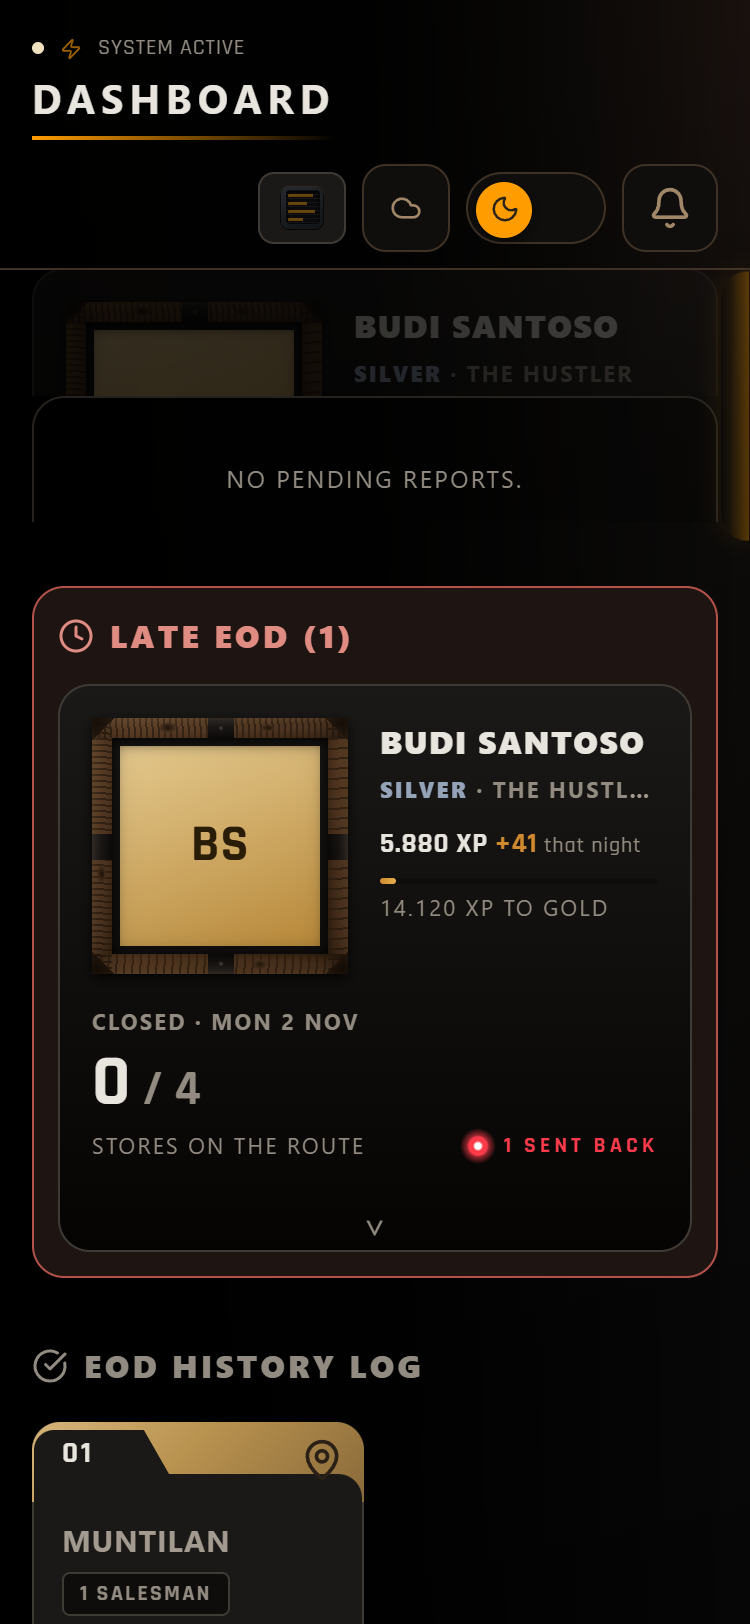 SYSTEM ACTIVE
DASHBOARD
BUDI SANTOSO
SILVER · THE HUSTLER
NO PENDING REPORTS.
LATE EOD (1)
BS
BUDI SANTOSO
SILVER · THE HUSTL...
5.880 XP +41 that night
14.120 XP TO GOLD
CLOSED · MON 2 NOV
0 / 4
STORES ON THE ROUTE
1 SENT BACK
EOD HISTORY LOG
01
MUNTILAN
1 SALESMAN